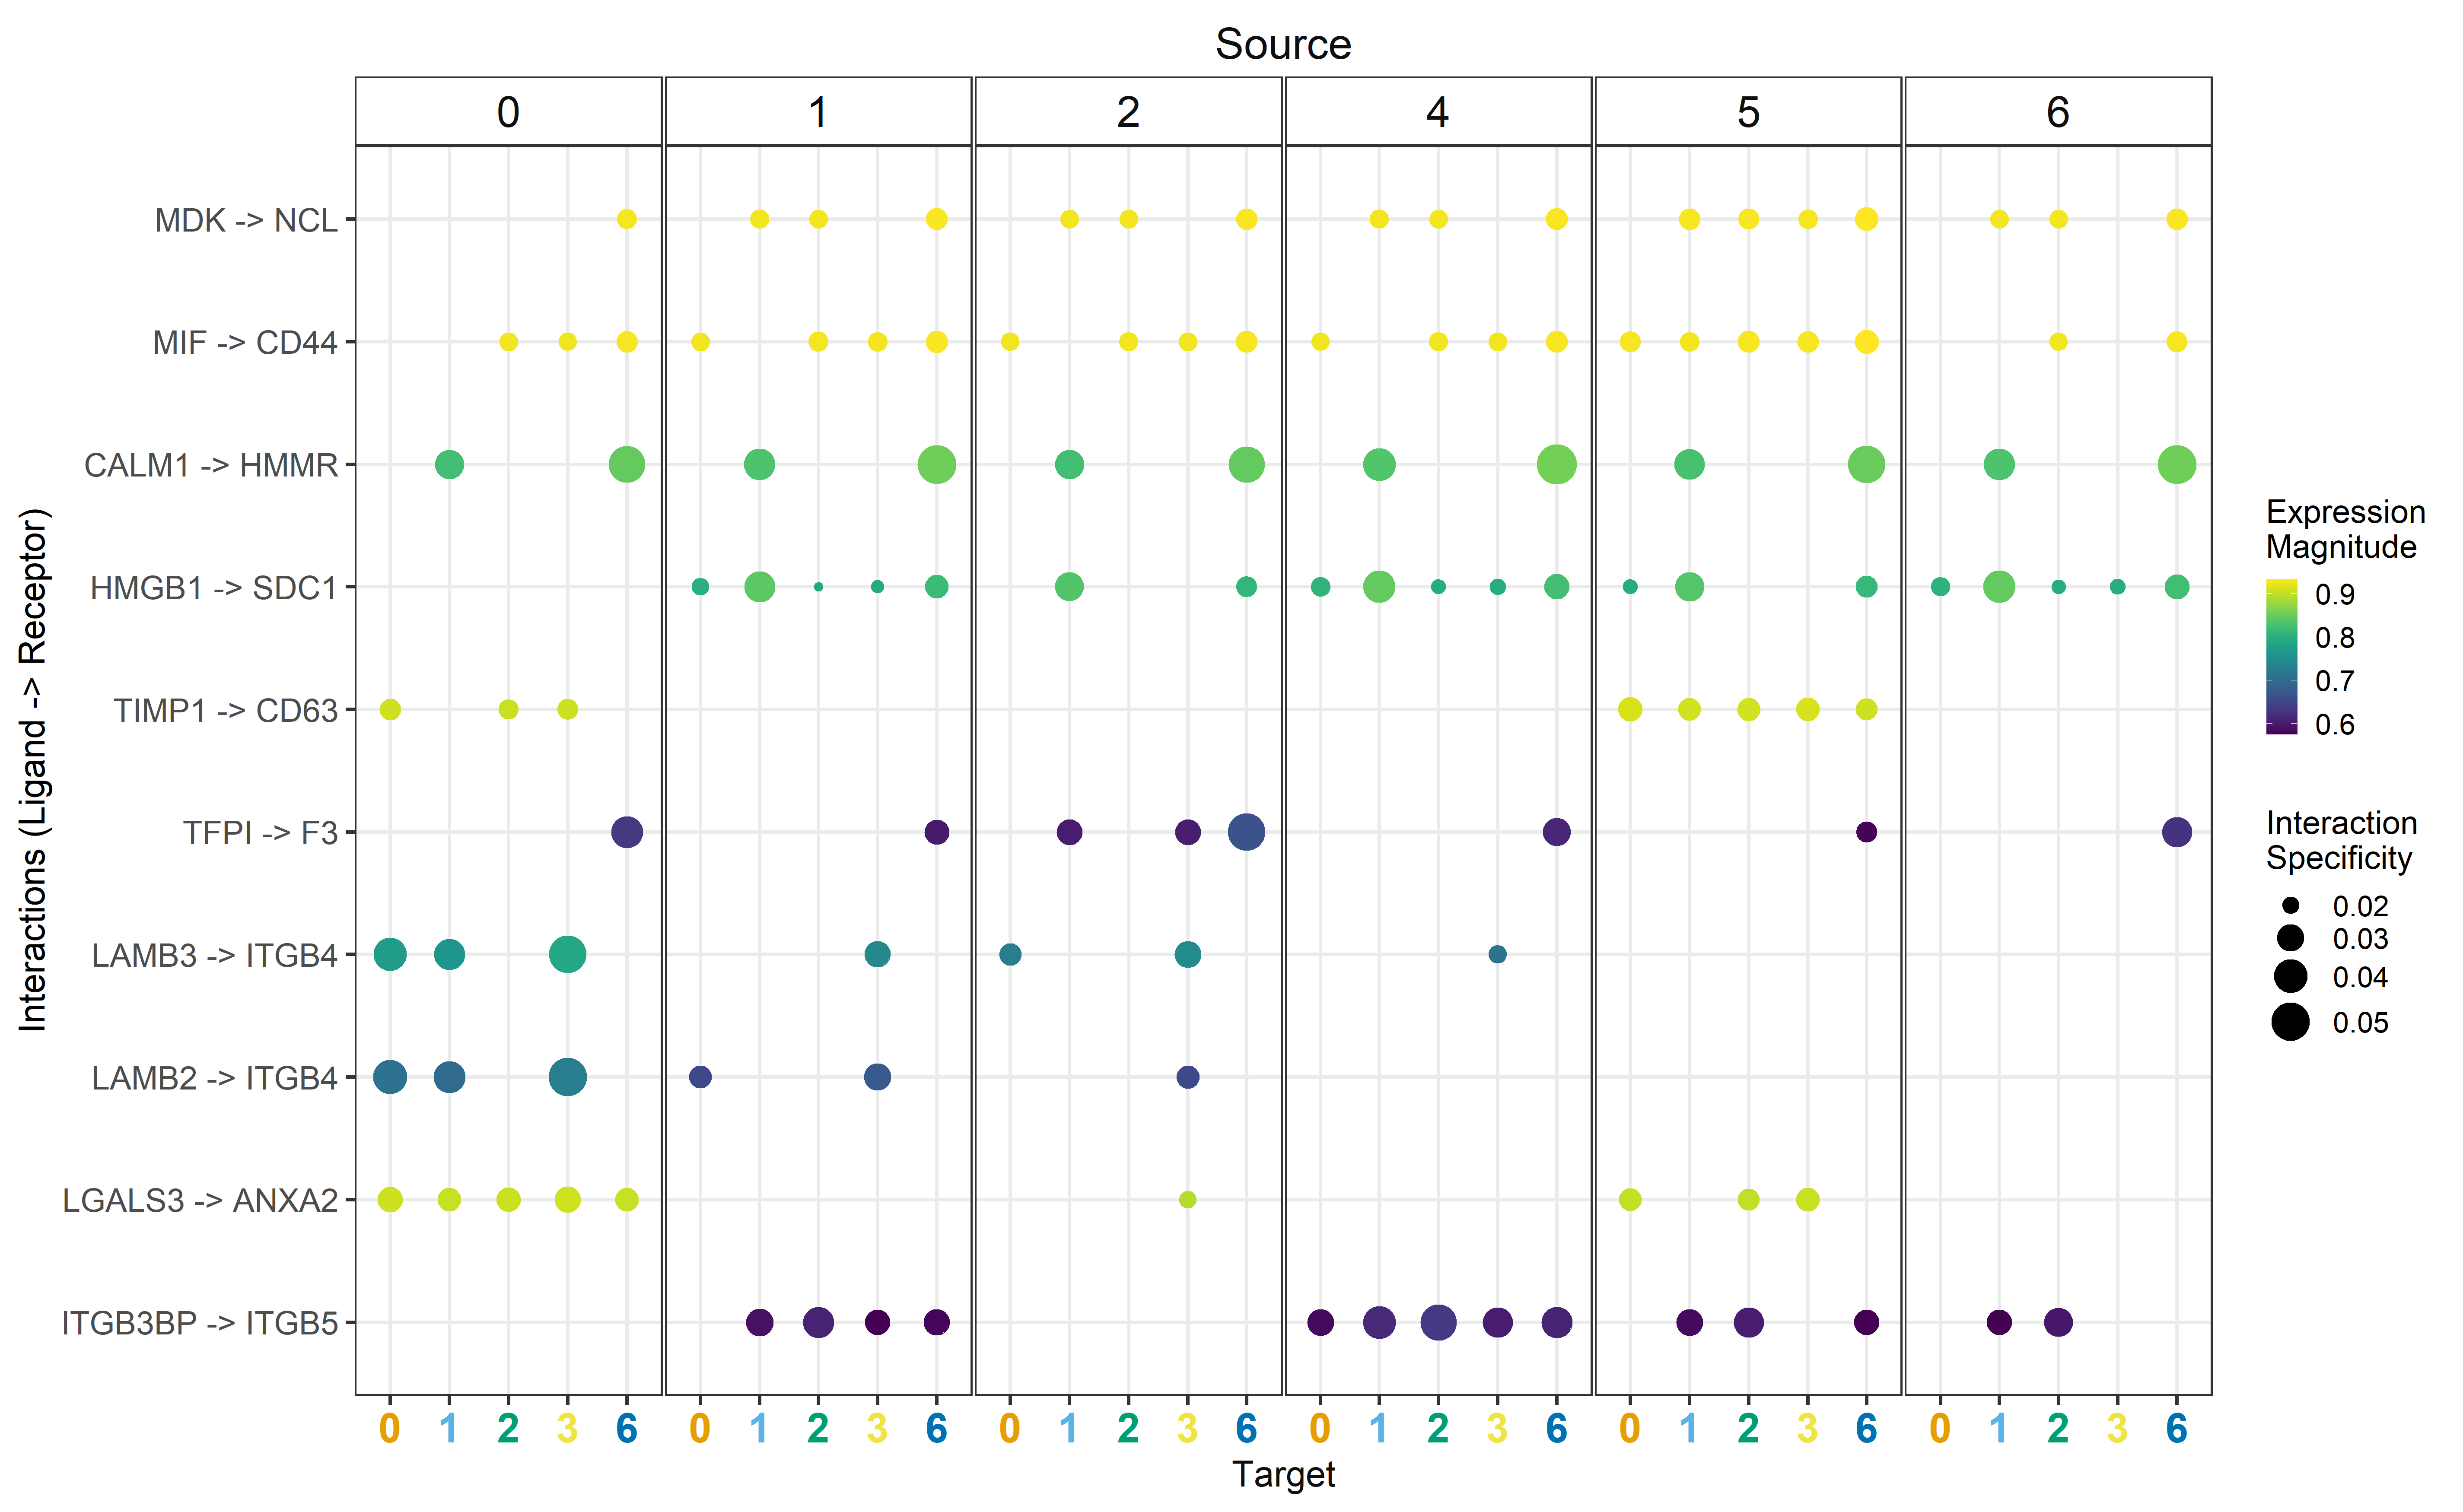 Source
0 1 2 4 5 6
MDK -> NCL
MIF -> CD44
CALM1 -> HMMR
HMGB1 -> SDC1
TIMP1 -> CD63
TFPI -> F3
LAMB3 -> ITGB4
LAMB2 -> ITGB4
LGALS3 -> ANXA2
ITGB3BP -> ITGB5
Interactions (Ligand -> Receptor)
0 1 2 3 6 0 1 2 3 6 0 1 2 3 6 0 1 2 3 6 0 1 2 3 6 0 1 2 3 6
Target
Expression
Magnitude
0.9
0.8
0.7
0.6
Interaction
Specificity
0.02
0.03
0.04
0.05